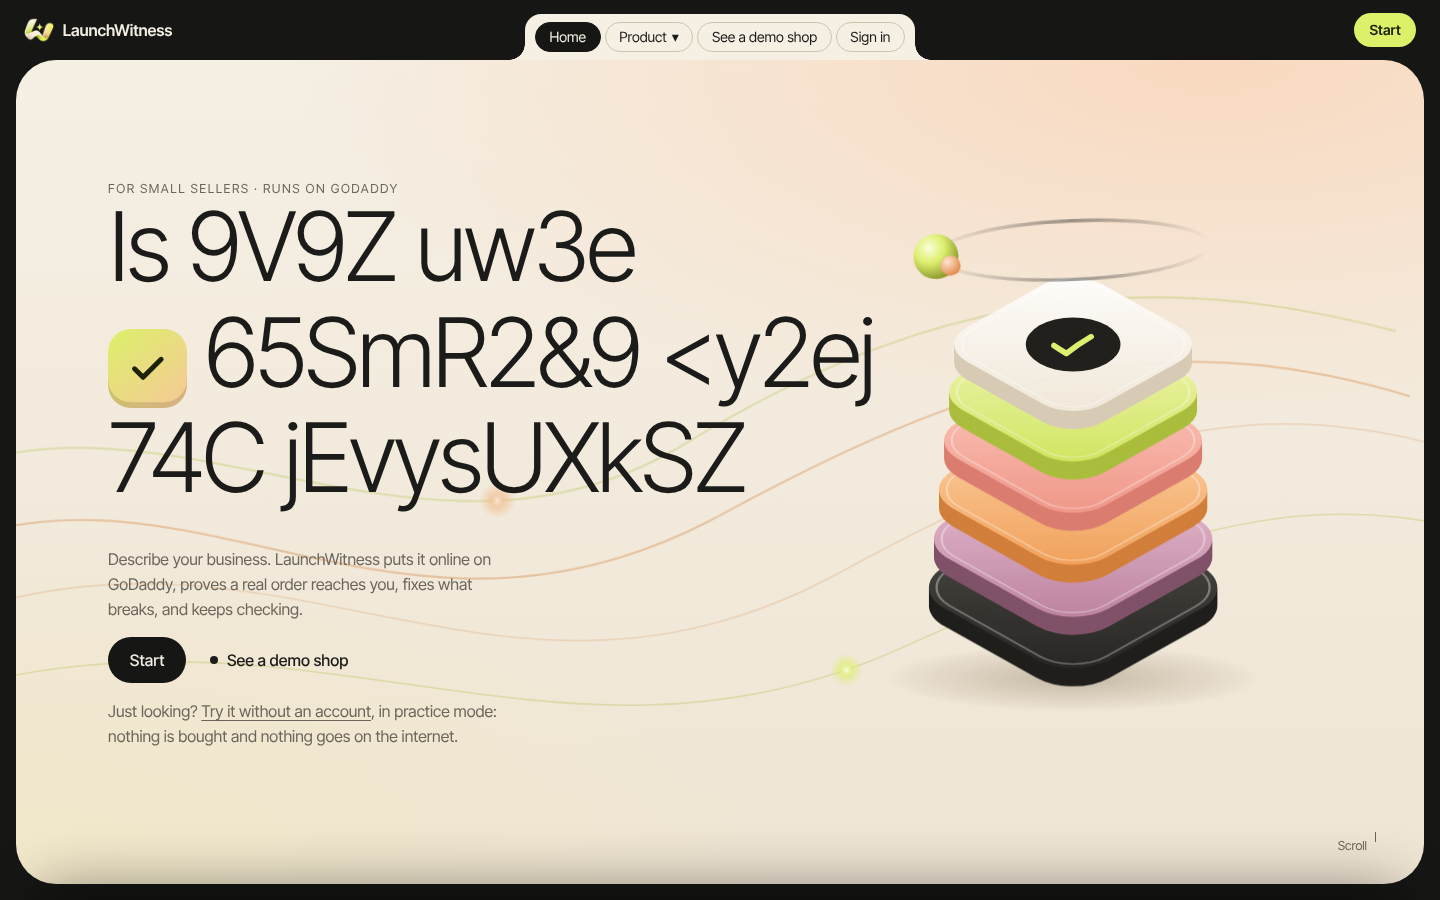 LaunchWitness
Home
Product ▾
See a demo shop
Sign in
Start
FOR SMALL SELLERS · RUNS ON GODADDY
Is 9V9Z uw3e
65SmR2&9 <y2ej
74C jEvysUXkSZ
Describe your business. LaunchWitness puts it online on
GoDaddy, proves a real order reaches you, fixes what
breaks, and keeps checking.
Start
See a demo shop
Just looking? Try it without an account, in practice mode:
nothing is bought and nothing goes on the internet.
Scroll